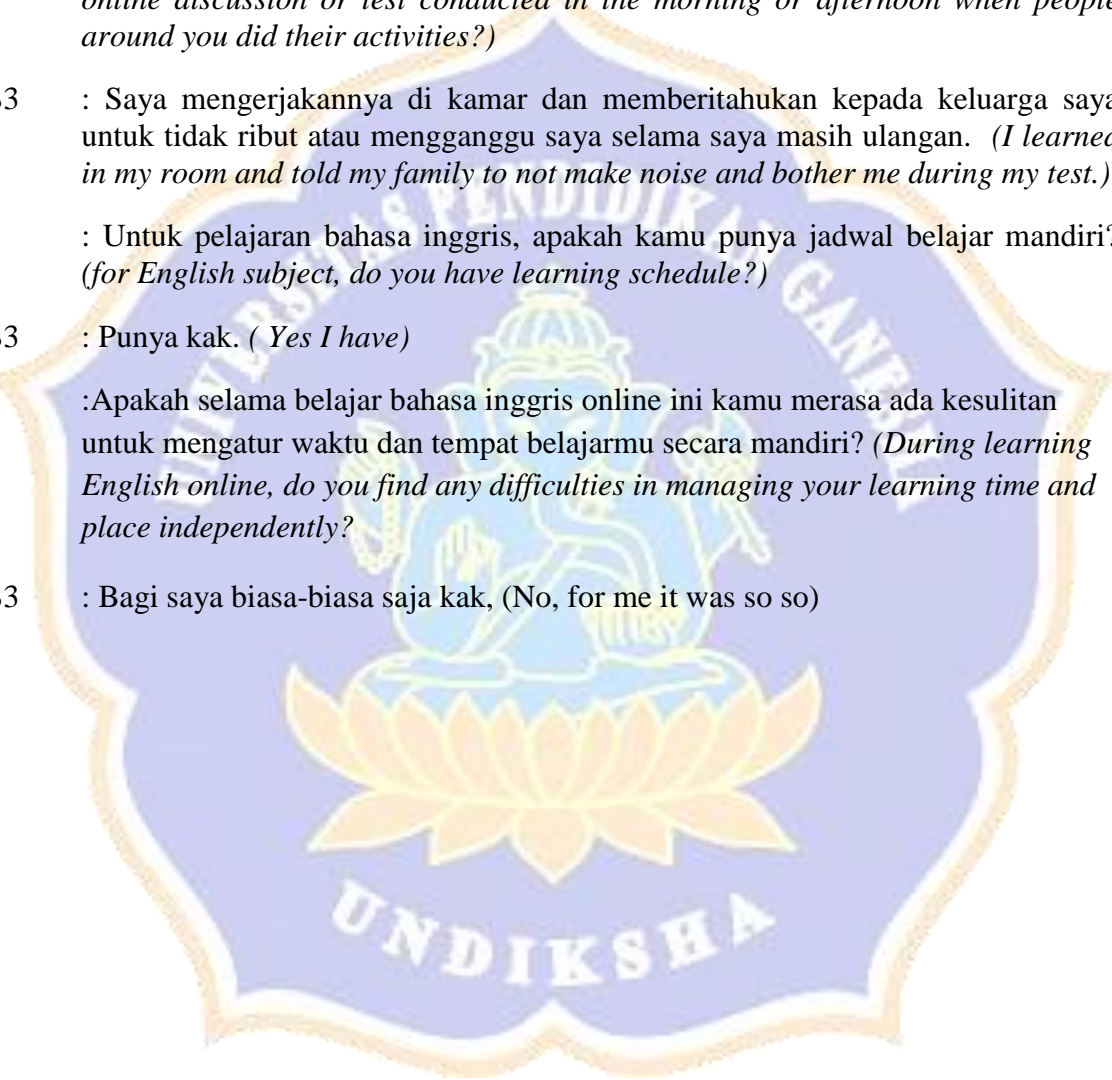 online discussion or test conducted in the morning or afternoon when people
around you did their activities?)
3 : Saya mengerjakannya di kamar dan memberitahukan kepada keluarga saya
untuk tidak ribut atau mengganggu saya selama saya masih ulangan. (I learned
in my room and told my family to not make noise and bother me during my test.)
: Untuk pelajaran bahasa inggris, apakah kamu punya jadwal belajar mandiri?
(for English subject, do you have learning schedule?)
3 : Punya kak. ( Yes I have)
:Apakah selama belajar bahasa inggris online ini kamu merasa ada kesulitan
untuk mengatur waktu dan tempat belajarmu secara mandiri? (During learning
English online, do you find any difficulties in managing your learning time and
place independently?
3 : Bagi saya biasa-biasa saja kak, (No, for me it was so so)
UNIVERSITAS PENDIDIKAN GANESHA
UNDIKSHA